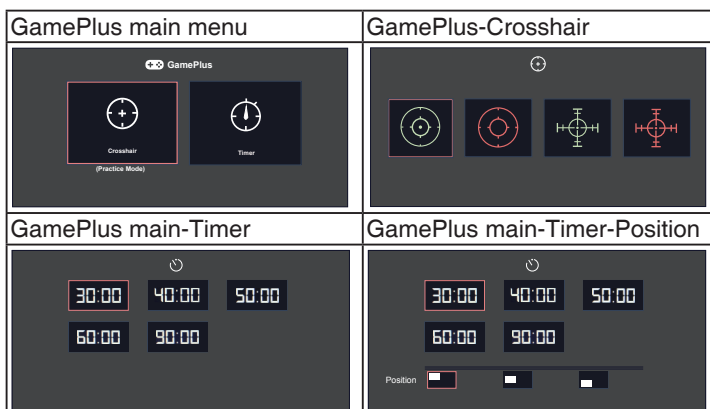 GamePlus main menu
GamePlus-Crosshair
GamePlus
Crosshair
Timer
(Practice Mode)
GamePlus main-Timer
GamePlus main-Timer-Position
30:00 40:00 50:00
60:00 90:00
30:00 40:00 50:00
60:00 90:00
Position